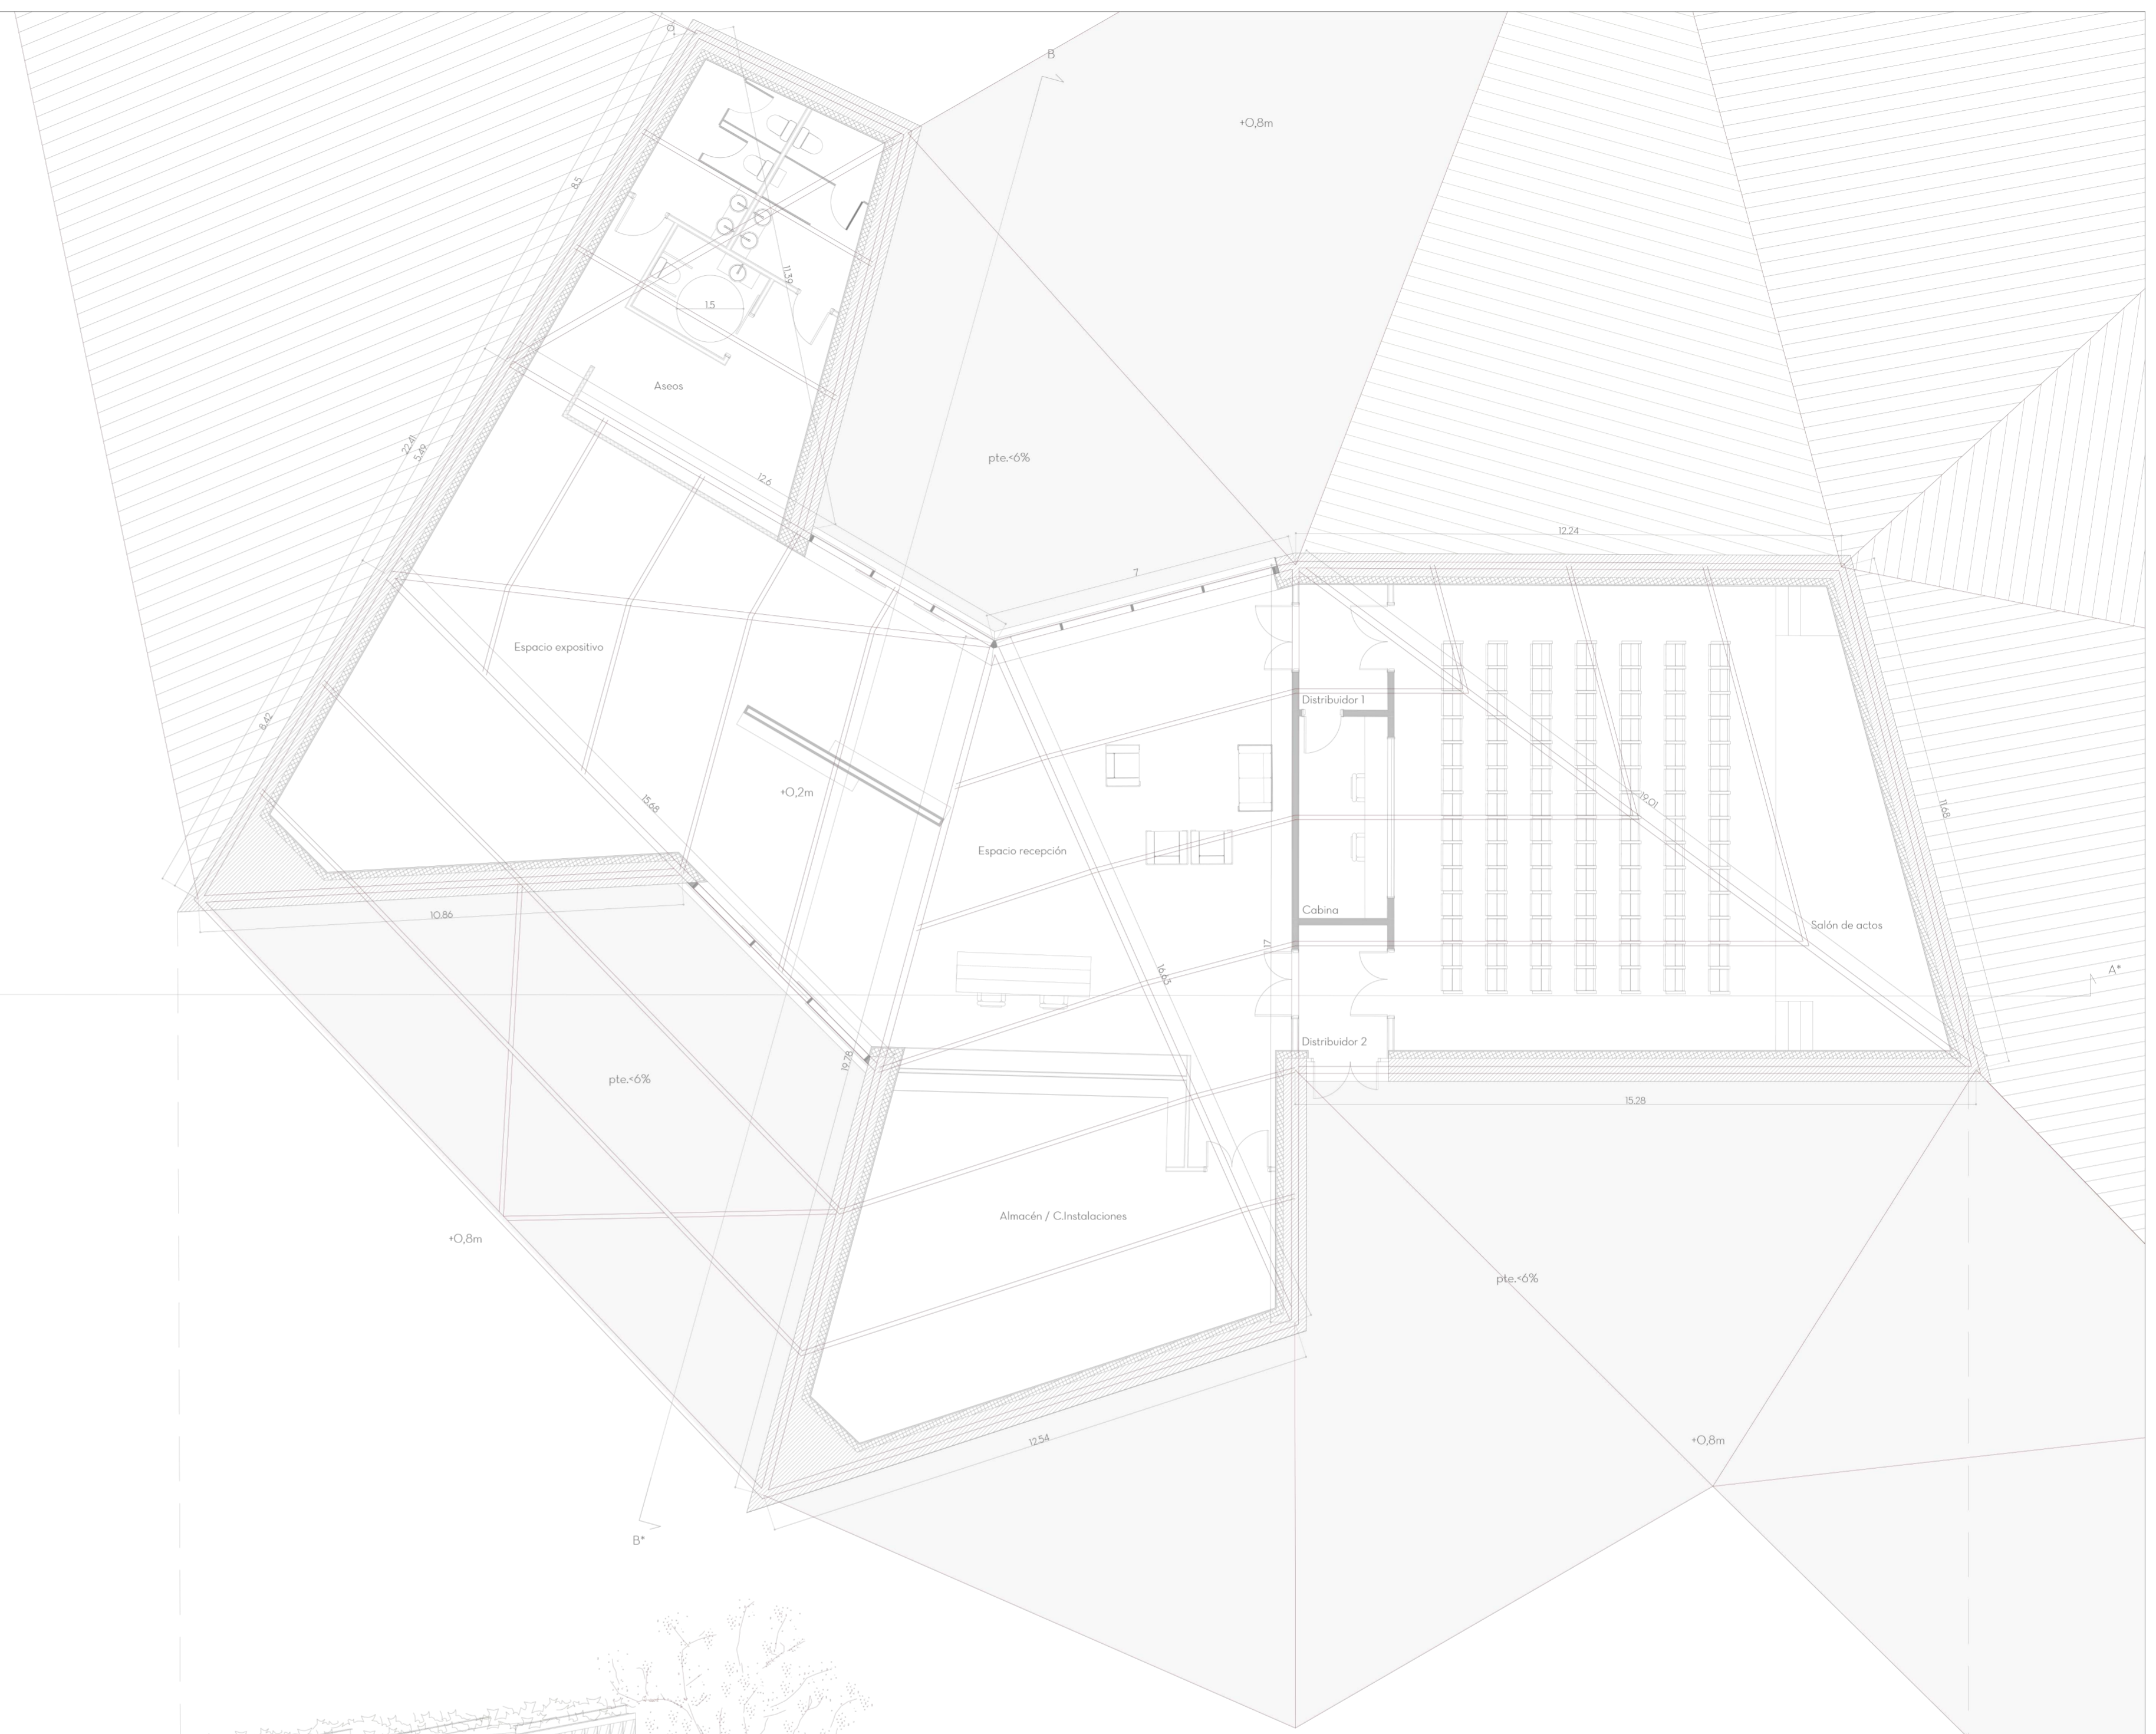 9
B
+0,8m
8.5
11.39
1.5
Aseos
22.41
5.49
pte.<6%
12.6
12.24
7
Espacio expositivo
Distribuidor 1
8.42
+0,2m
15.68
19.01
11.68
Espacio recepción
10.86
Cabina
Salón de actos
17
16.63
A*
Distribuidor 2
19.78
pte.<6%
15.28
Almacén / C.Instalaciones
+0,8m
pte.<6%
12.54
+0,8m
B*